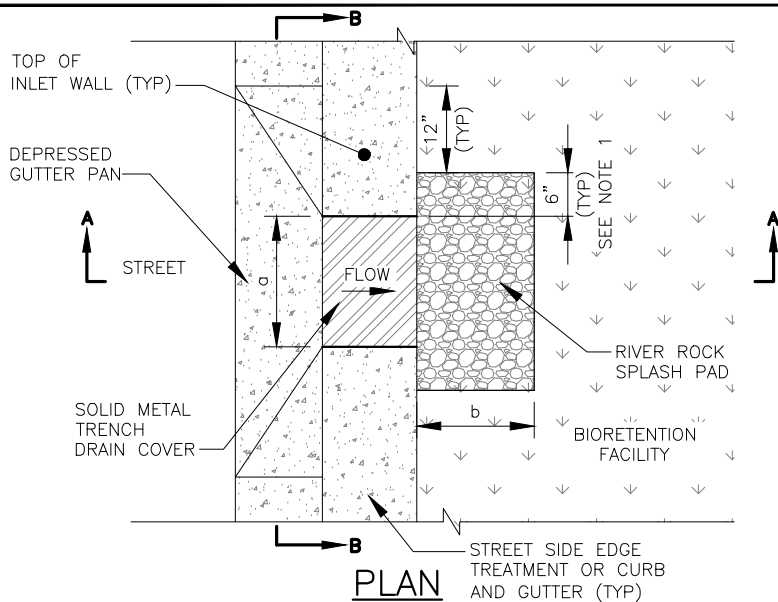 B
TOP OF
INLET WALL (TYP)
12"
(TYP)
DEPRESSED
GUTTER PAN
6"
(TYP)
SEE NOTE 1
A
A
STREET
a
FLOW
RIVER ROCK
SPLASH PAD
b
SOLID METAL
TRENCH
DRAIN COVER
BIORETENTION
FACILITY
B
STREET SIDE EDGE
TREATMENT OR CURB
AND GUTTER (TYP)
PLAN